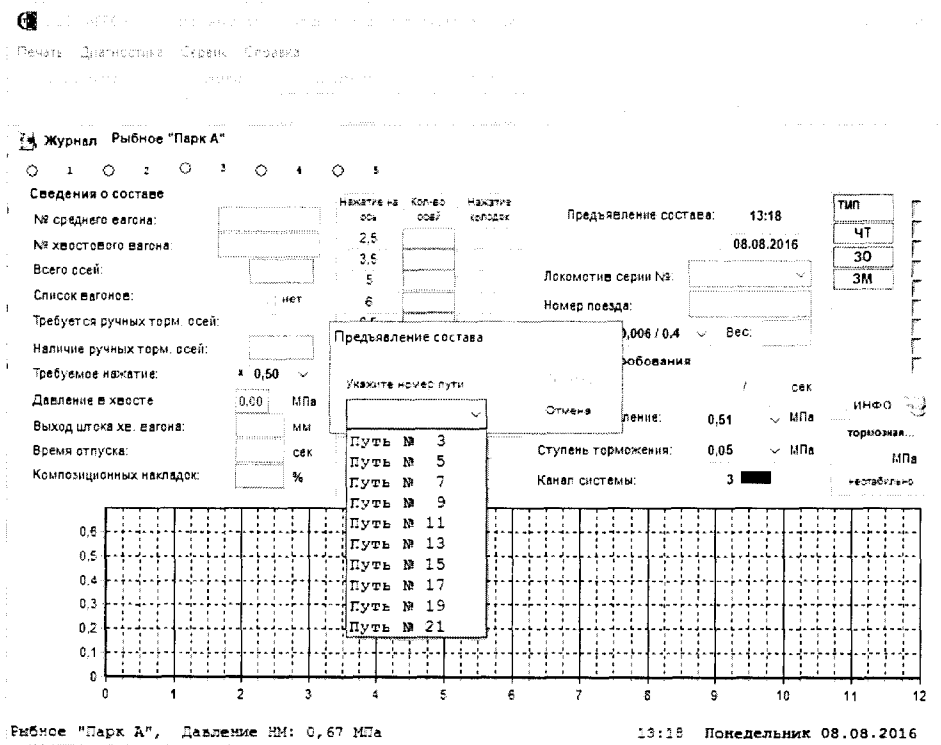 Печать Диагностика Сервис Справка
Журнал Рыбное "Парк А"
1 2 3 4 5
Сведения о составе
№ среднего вагона:
№ хвостового вагона:
Всего осей:
Список вагонов: нет
Требуется ручных торм. осей:
Наличие ручных торм. осей:
Требуемое нажатие: × 0,50
Давление в хвосте 0,00 МПа
Выход штока хв. вагона: мм
Время отпуска: сек
Композиционных накладок: %
Нажатие на ось Кол-во осей Нажатие колодок
2,5
3,5
5
6
Предъявление состава: 13:18
08.08.2016
Локомотив серии №:
Номер поезда:
0,006 / 0.4 Вес:
робования
/ сек
ление: 0,51 МПа
Ступень торможения: 0,05 МПа
Канал системы: 3
ТМП
ЧТ
ЗО
ЗМ
ИНФО
тормозная...
МПа
нестабильно
Предъявление состава
Укажите номер пути
Отмена
Путь № 3
Путь № 5
Путь № 7
Путь № 9
Путь № 11
Путь № 13
Путь № 15
Путь № 17
Путь № 19
Путь № 21
0,6
0,5
0,4
0,3
0,2
0,1
0
0 1 2 3 4 5 6 7 8 9 10 11 12
Рыбное "Парк А", Давление НМ: 0,67 МПа 13:18 Понедельник 08.08.2016